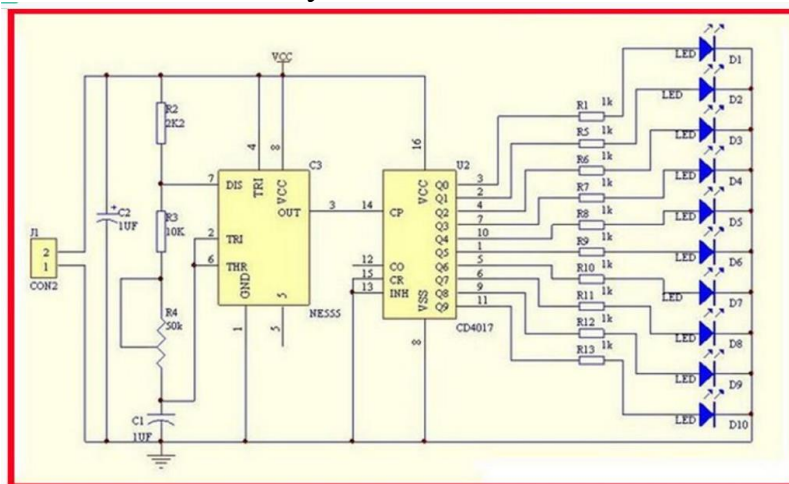 VCC
R2
2K2
4
8
C3
16
U2
7
DIS
TRI
VCC
OUT
3
14
CP
VCC
Q0
3
Q1
2
Q2
4
Q3
7
Q4
10
Q5
1
Q6
5
Q7
6
Q8
9
Q9
11
C2
1UF
R3
10K
2
TRI
6
THR
GND
5
NE555
1
5
12
CO
15
CR
13
INH
VSS
CD4017
8
J1
2
1
CON2
R4
50k
C1
1UF
R1
1k
R5
1k
R6
1k
R7
1k
R8
1k
R9
1k
R10
1k
R11
1k
R12
1k
R13
LED
D1
LED
D2
LED
D3
LED
D4
LED
D5
LED
D6
LED
D7
LED
D8
LED
D9
LED
D10